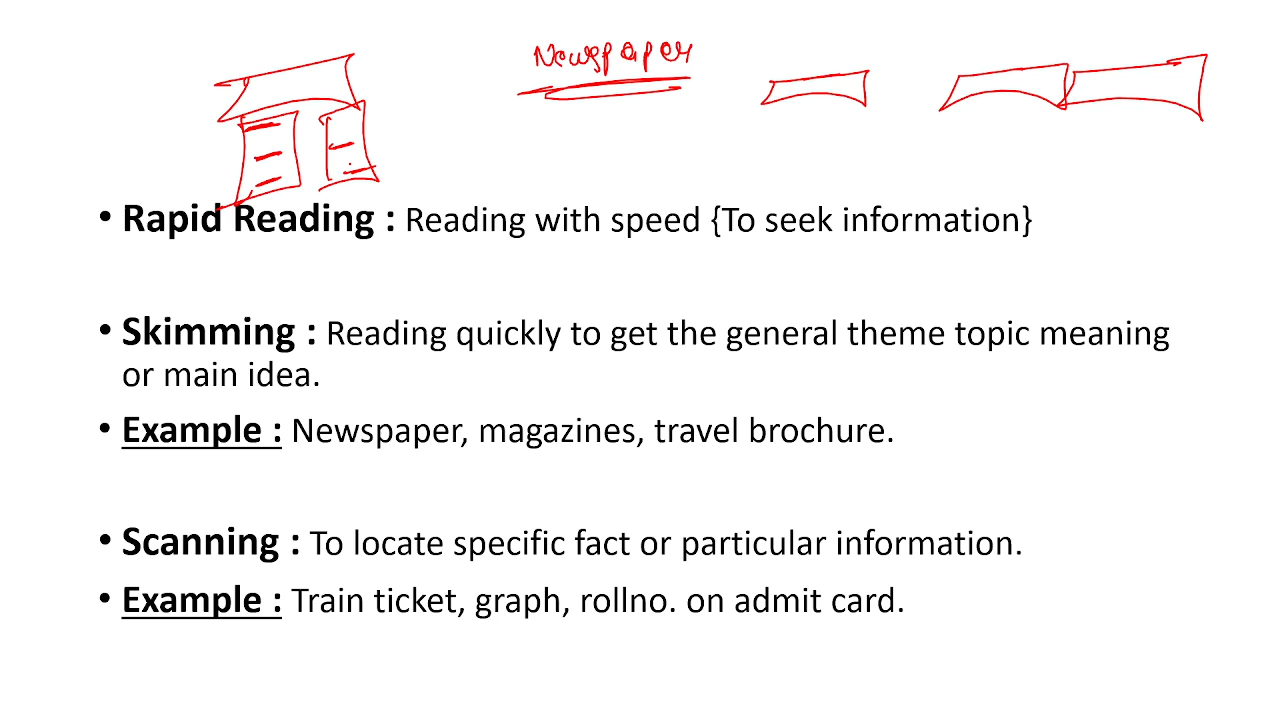 Newspaper
• Rapid Reading : Reading with speed {To seek information}
• Skimming : Reading quickly to get the general theme topic meaning
or main idea.
• Example : Newspaper, magazines, travel brochure.
• Scanning : To locate specific fact or particular information.
• Example : Train ticket, graph, rollno. on admit card.